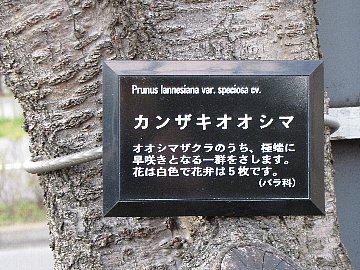 Prunus lannesiana var. speciosa cv.
カンザキオオシマ
オオシマザクラのうち、極端に
早咲きとなる一群をさします。
花は白色で花弁は5枚です。
(バラ科)